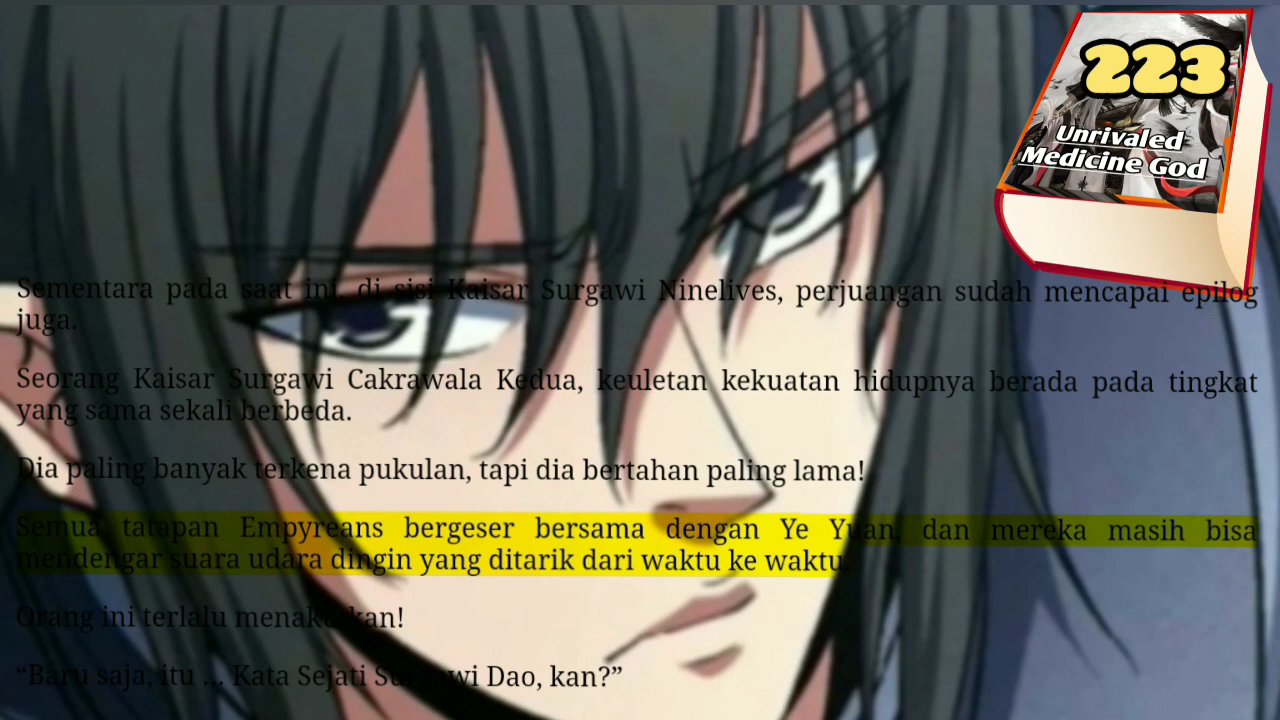 223
Unrivaled
Medicine God
Sementara pada saat ini, di sisi Kaisar Surgawi Ninelives, perjuangan sudah mencapai epilog
juga.
Seorang Kaisar Surgawi Cakrawala Kedua, keuletan kekuatan hidupnya berada pada tingkat
yang sama sekali berbeda.
Dia paling banyak terkena pukulan, tapi dia bertahan paling lama!
Semua tatapan Empyreans bergeser bersama dengan Ye Yuan, dan mereka masih bisa
mendengar suara udara dingin yang ditarik dari waktu ke waktu.
Orang ini terlalu menakutkan!
“Baru saja, itu ... Kata Sejati Surgawi Dao, kan?”